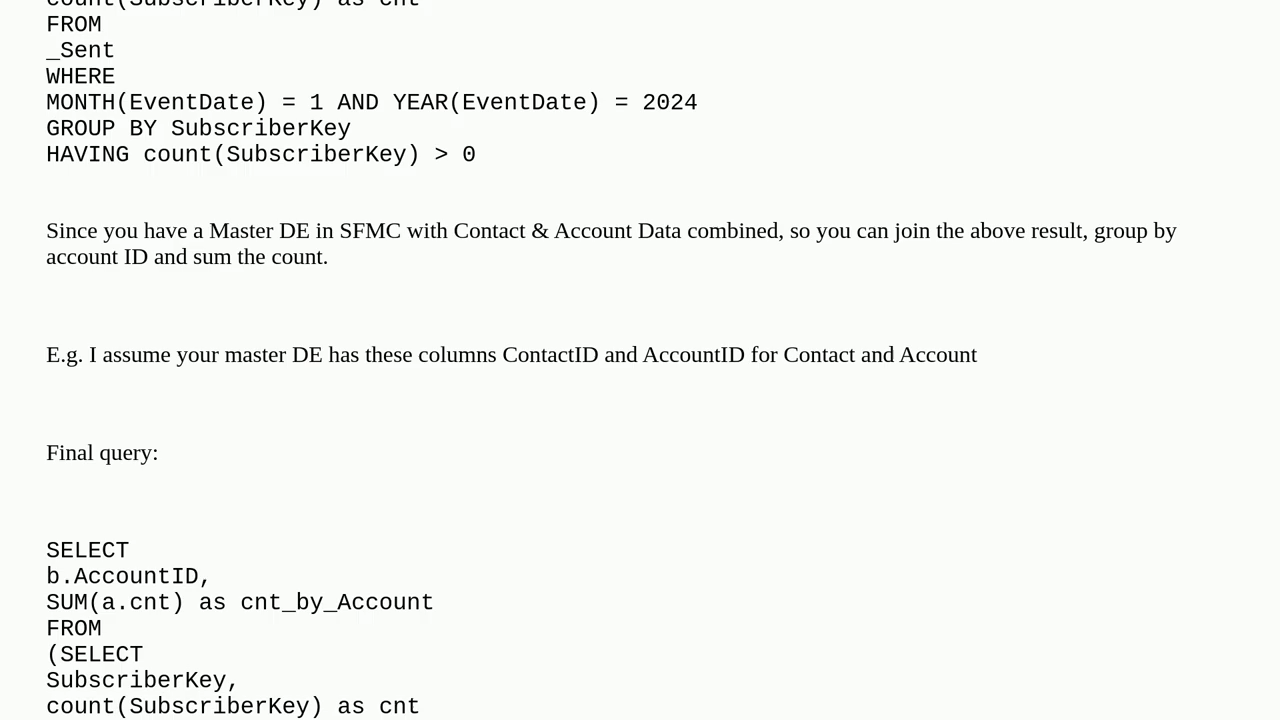 count(SubscriberKey) as cnt
FROM
_Sent
WHERE
MONTH(EventDate) = 1 AND YEAR(EventDate) = 2024
GROUP BY SubscriberKey
HAVING count(SubscriberKey) > 0
Since you have a Master DE in SFMC with Contact & Account Data combined, so you can join the above result, group by
account ID and sum the count.
E.g. I assume your master DE has these columns ContactID and AccountID for Contact and Account
Final query:
SELECT
b.AccountID,
SUM(a.cnt) as cnt_by_Account
FROM
(SELECT
SubscriberKey,
count(SubscriberKey) as cnt